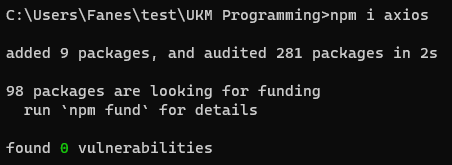 C:\Users\Fanes\test\UKM Programming>npm i axios
added 9 packages, and audited 281 packages in 2s
98 packages are looking for funding
run `npm fund` for details
found 0 vulnerabilities